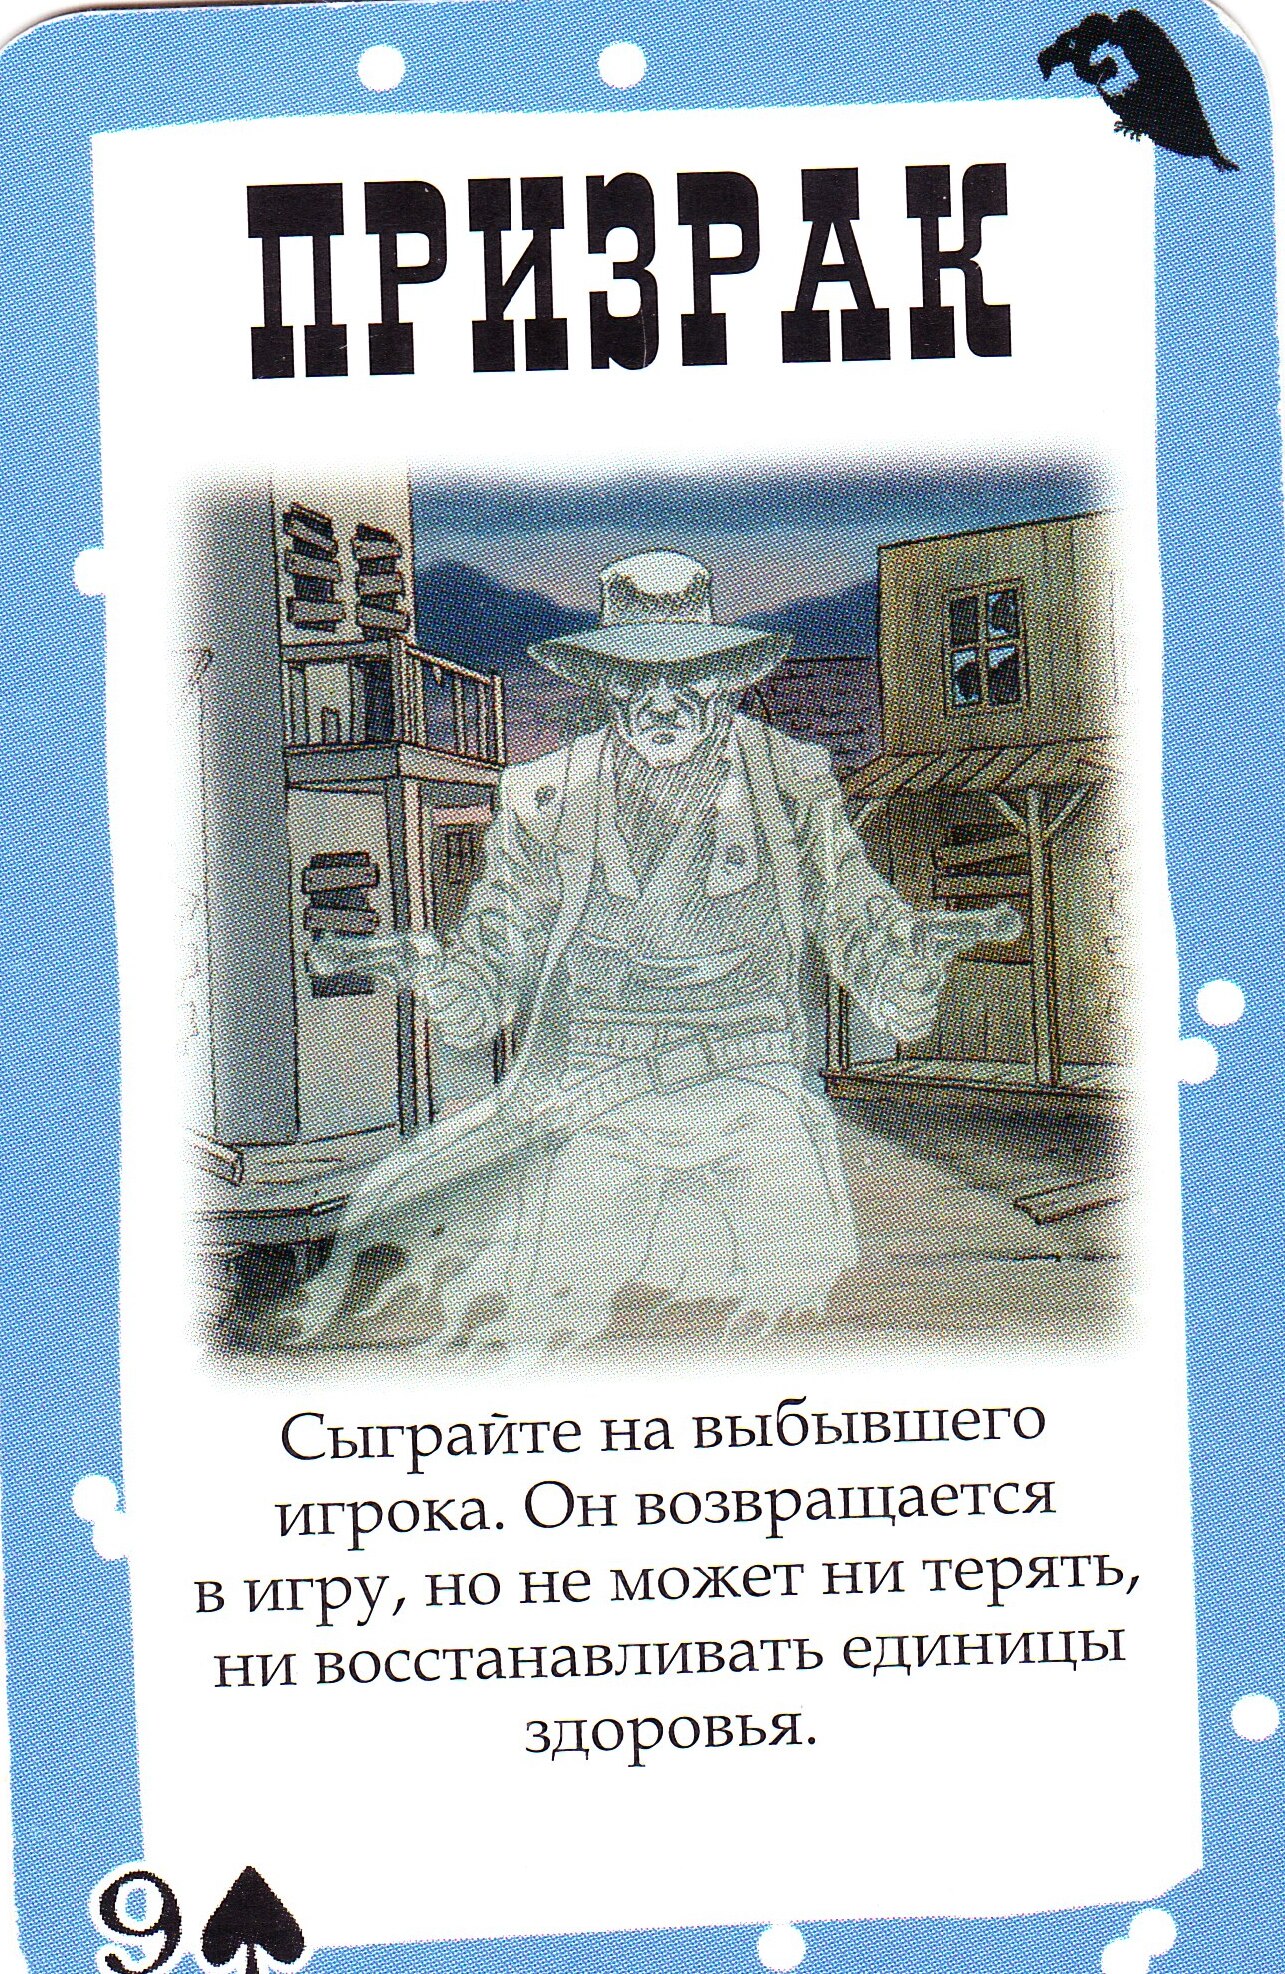 ПРИЗРАК
Сыграйте на выбывшего
игрока. Он возвращается
в игру, но не может ни терять,
ни восстанавливать единицы
здоровья.
9♠